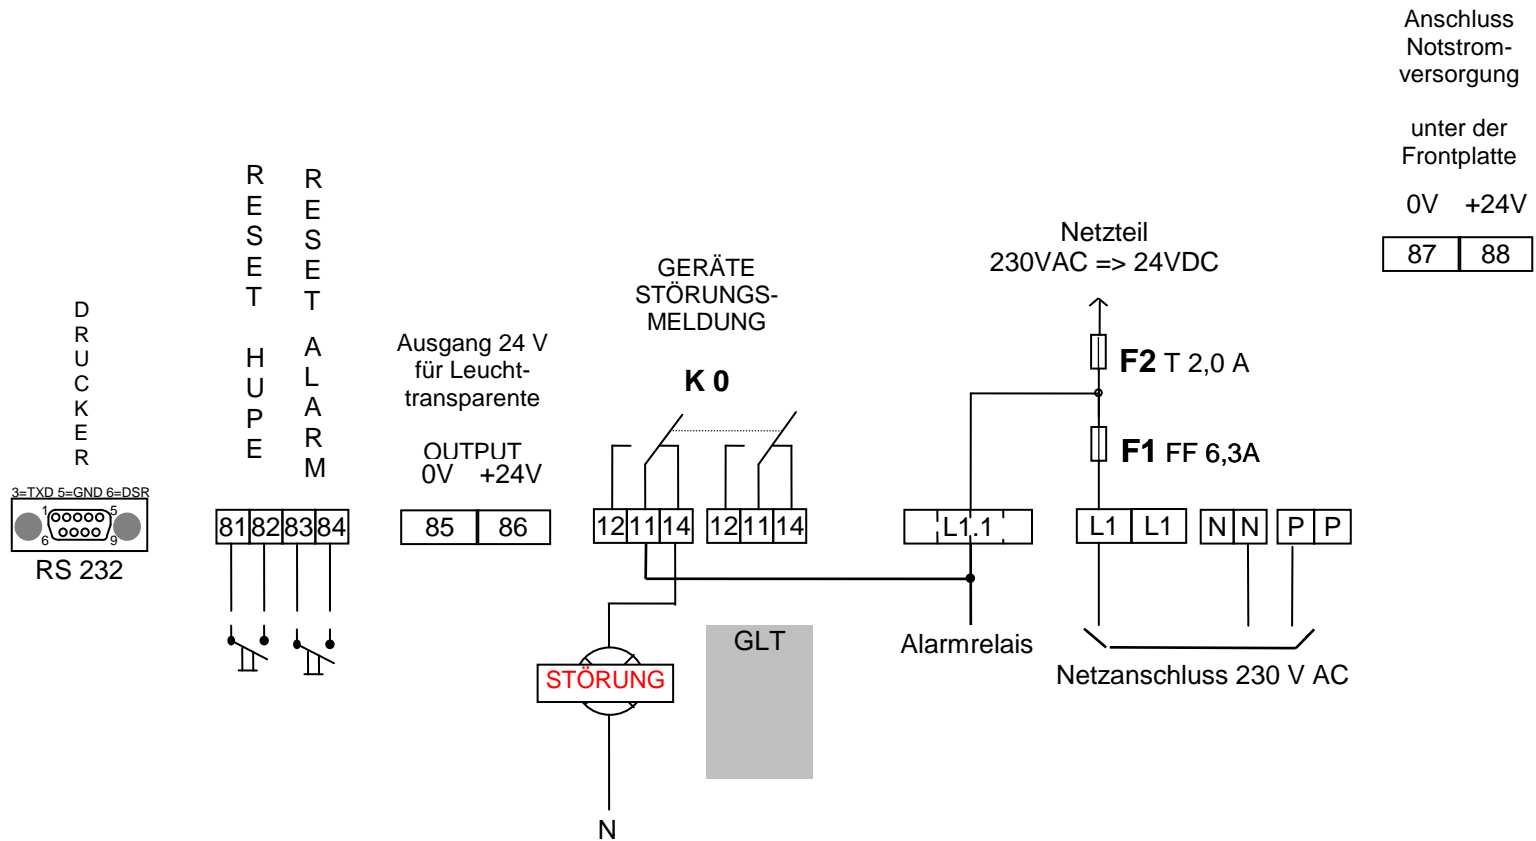 Anschluss
Notstrom-
versorgung
unter der
Frontplatte
0V +24V
87 88
DRUCKER
3=TXD 5=GND 6=DSR
1 5
6 9
RS 232
RESET HUPE
RESET ALARM
81 82 83 84
Ausgang 24 V
für Leucht-
transparente
OUTPUT
0V +24V
85 86
GERÄTE
STÖRUNGS-
MELDUNG
K 0
12 11 14 12 11 14
STÖRUNG
N
GLT
Netzteil
230VAC => 24VDC
F2 T 2,0 A
F1 FF 6,3A
L1.1
L1 L1 N N P P
Alarmrelais
Netzanschluss 230 V AC